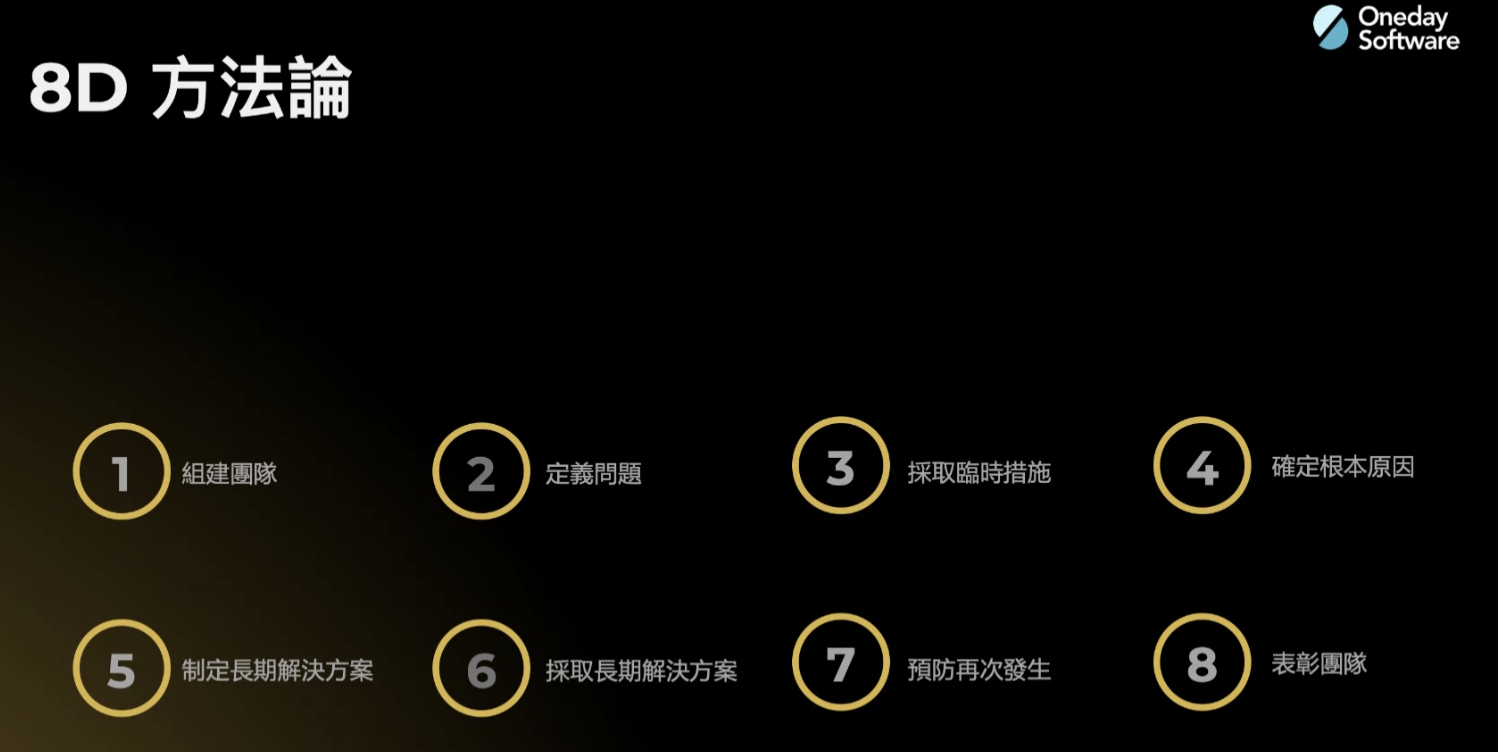 Oneday
Software
8D 方法論
1 組建團隊
2 定義問題
3 採取臨時措施
4 確定根本原因
5 制定長期解決方案
6 採取長期解決方案
7 預防再次發生
8 表彰團隊